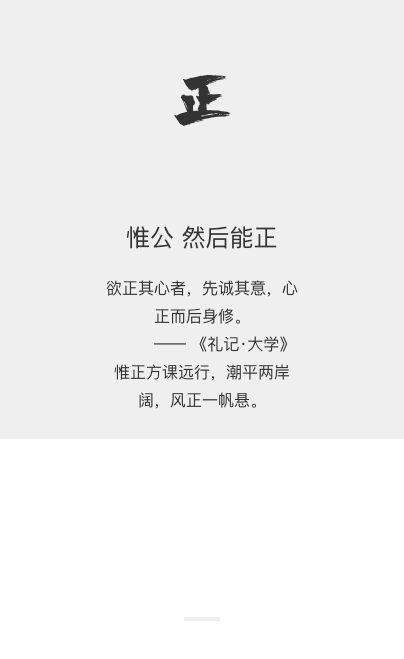 正
惟公 然后能正
欲正其心者，先诚其意，心
正而后身修。
—— 《礼记·大学》
惟正方课远行，潮平两岸
阔，风正一帆悬。